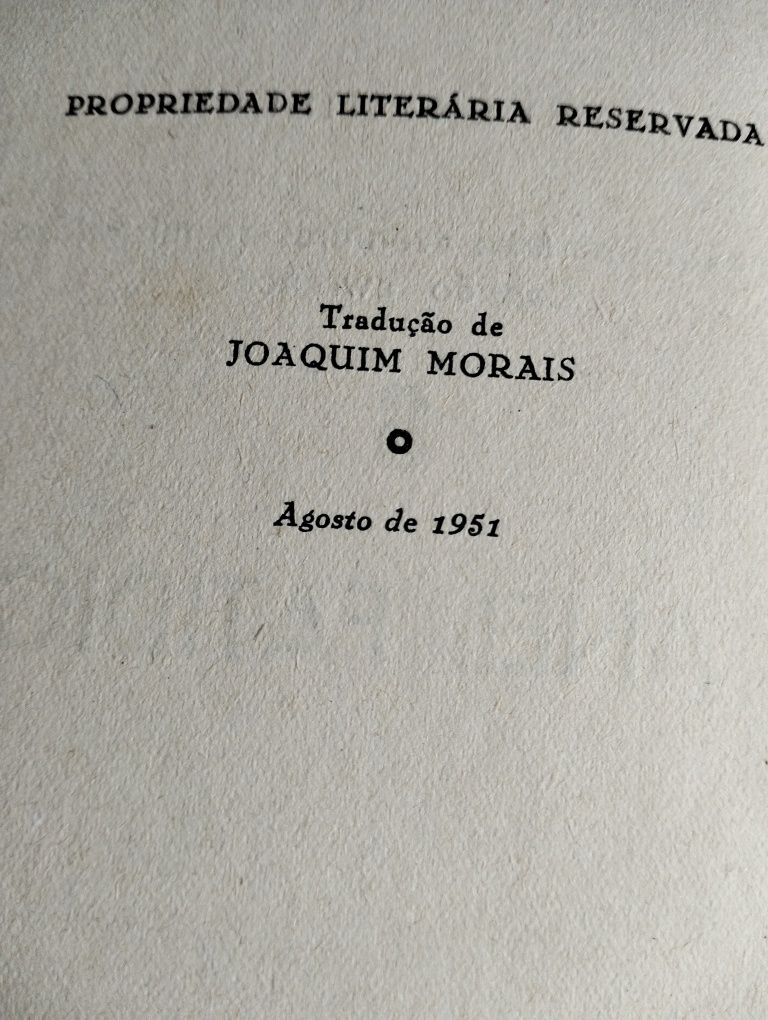 PROPRIEDADE LITERÁRIA RESERVADA
Tradução de
JOAQUIM MORAIS
Agosto de 1951